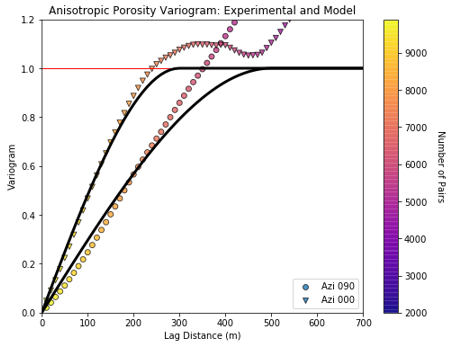 Anisotropic Porosity Variogram: Experimental and Model
1.2
1.0
0.8
0.6
0.4
0.2
0.0
Variogram
0 100 200 300 400 500 600 700
Lag Distance (m)
Azi 090
Azi 000
9000
8000
7000
6000
5000
4000
3000
2000
Number of Pairs